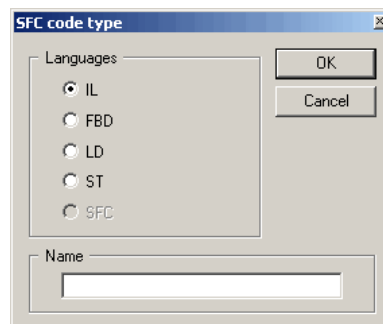 SFC code type
Languages
IL
FBD
LD
ST
SFC
OK
Cancel
Name